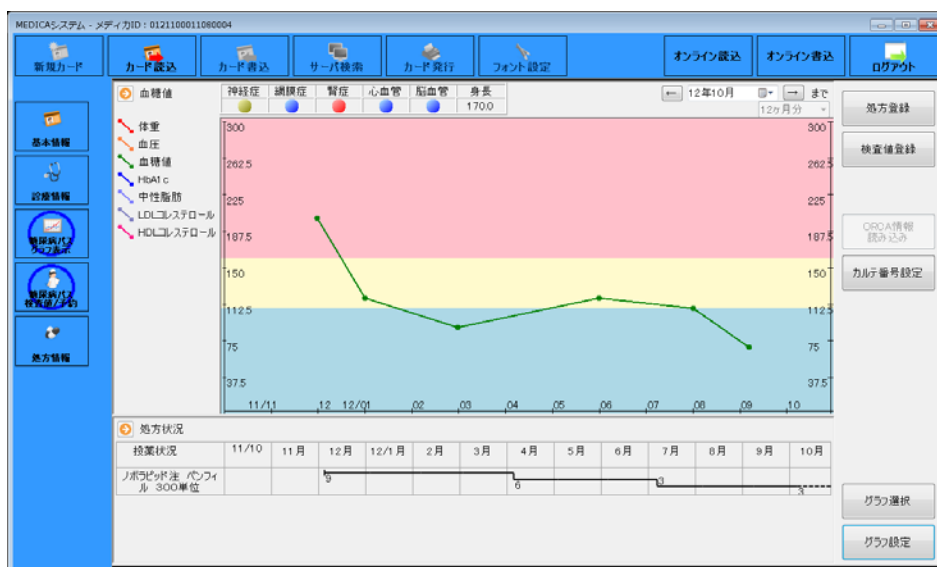 MEDICAシステム - メディカID : 0121100011080004
新規カード カード読込 カード書込 サーバ検索 カード発行 フォント設定 オンライン読込 オンライン書込 ログアウト
基本情報
診療情報
糖尿病パス
グラフ表示
糖尿病パス
検査値/予約
処方情報
血糖値
神経症 網膜症 腎症 心血管 脳血管 身長
170.0
← 12年10月 → まで
12ヶ月分
体重
血圧
血糖値
HbA1c
中性脂肪
LDLコレステロール
HDLコレステロール
300 300
262.5 262.5
225 225
187.5 187.5
150 150
112.5 112.5
75 75
37.5 37.5
11/11 12 12/01 02 03 04 05 06 07 08 09 10
処方登録
検査値登録
ORCA情報
読み込み
カルテ番号設定
処方状況
投薬状況 11/10 11月 12月 12/1月 2月 3月 4月 5月 6月 7月 8月 9月 10月
ノボラピッド注 ペンフィ
ル 300単位
9 6 3 3
グラフ選択
グラフ設定